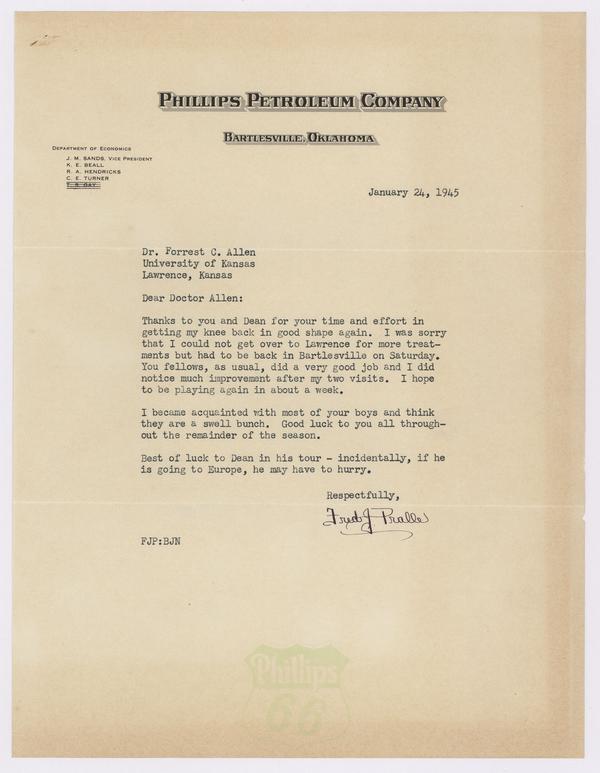 PHILLIPS PETROLEUM COMPANY
BARTLESVILLE, OKLAHOMA
DEPARTMENT OF ECONOMICS
J. M. SANDS, VICE PRESIDENT
K. E. BEALL
R. A. HENDRICKS
C. E. TURNER
T. S. GAY
January 24, 1945
Dr. Forrest C. Allen
University of Kansas
Lawrence, Kansas
Dear Doctor Allen:
Thanks to you and Dean for your time and effort in
getting my knee back in good shape again. I was sorry
that I could not get over to Lawrence for more treat-
ments but had to be back in Bartlesville on Saturday.
You fellows, as usual, did a very good job and I did
notice much improvement after my two visits. I hope
to be playing again in about a week.
I became acquainted with most of your boys and think
they are a swell bunch. Good luck to you all through-
out the remainder of the season.
Best of luck to Dean in his tour - incidentally, if he
is going to Europe, he may have to hurry.
Respectfully,
Fred J Pralle
FJP:BJN
Phillips
66